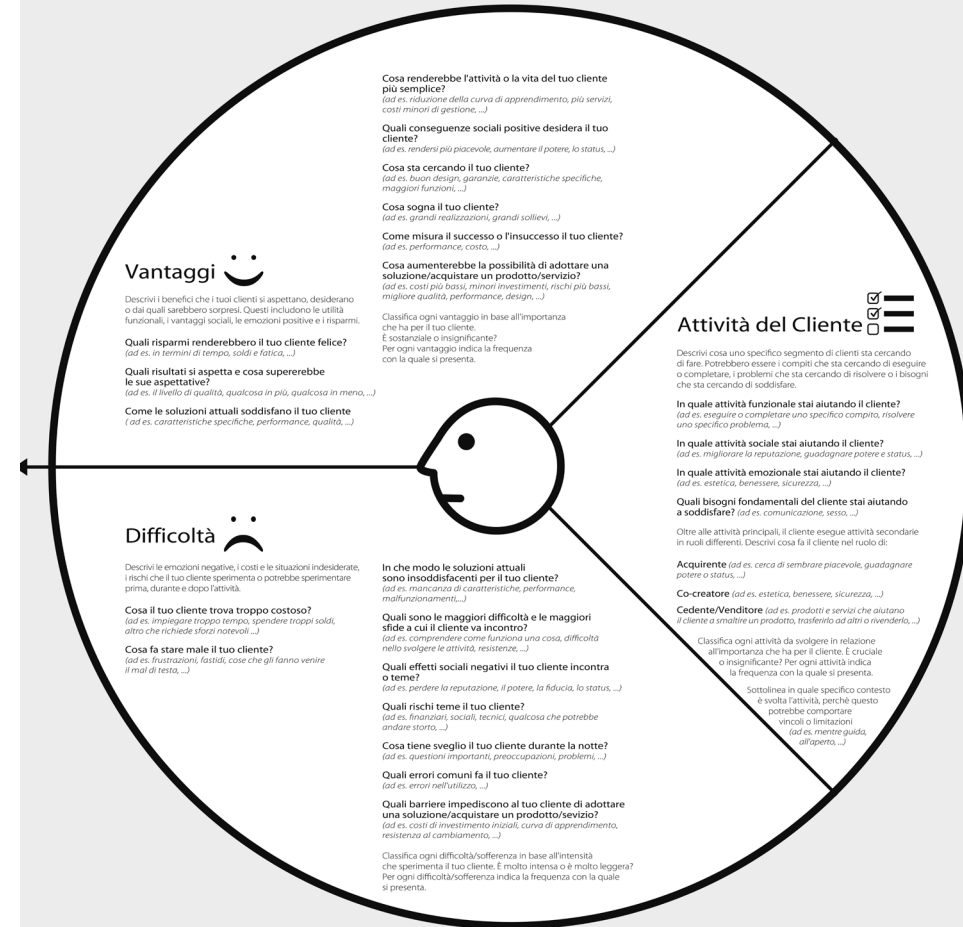 Vantaggi
Descrivi i benefici che i tuoi clienti si aspettano, desiderano
o dai quali sarebbero sorpresi. Questi includono le utilità
funzionali, i vantaggi sociali, le emozioni positive e i risparmi.
Quali risparmi renderebbero il tuo cliente felice?
(ad es. in termini di tempo, soldi e fatica, ...)
Quali risultati si aspetta e cosa supererebbe
le sue aspettative?
(ad es. il livello di qualità, qualcosa in più, qualcosa in meno, ...)
Come le soluzioni attuali soddisfano il tuo cliente
( ad es. caratteristiche specifiche, performance, qualità, ...)
Cosa renderebbe l'attività o la vita del tuo cliente
più semplice?
(ad es. riduzione della curva di apprendimento, più servizi,
costi minori di gestione, ...)
Quali conseguenze sociali positive desidera il tuo
cliente?
(ad es. rendersi più piacevole, aumentare il potere, lo status, ...)
Cosa sta cercando il tuo cliente?
(ad es. buon design, garanzie, caratteristiche specifiche,
maggiori funzioni, ...)
Cosa sogna il tuo cliente?
(ad es. grandi realizzazioni, grandi sollievi, ...)
Come misura il successo o l'insuccesso il tuo cliente?
(ad es. performance, costo, ...)
Cosa aumenterebbe la possibilità di adottare una
soluzione/acquistare un prodotto/servizio?
(ad es. costi più bassi, minori investimenti, rischi più bassi,
migliore qualità, performance, design, ...)
Classifica ogni vantaggio in base all'importanza
che ha per il tuo cliente.
È sostanziale o insignificante?
Per ogni vantaggio indica la frequenza
con la quale si presenta.
Attività del Cliente
Descrivi cosa uno specifico segmento di clienti sta cercando
di fare. Potrebbero essere i compiti che sta cercando di eseguire
o completare, i problemi che sta cercando di risolvere o i bisogni
che sta cercando di soddisfare.
In quale attività funzionale stai aiutando il cliente?
(ad es. eseguire o completare uno specifico compito, risolvere
uno specifico problema, ...)
In quale attività sociale stai aiutando il cliente?
(ad es. migliorare la reputazione, guadagnare potere e status, ...)
In quale attività emozionale stai aiutando il cliente?
(ad es. estetica, benessere, sicurezza, ...)
Quali bisogni fondamentali del cliente stai aiutando
a soddisfare? (ad es. comunicazione, sesso, ...)
Oltre alle attività principali, il cliente esegue attività secondarie
in ruoli differenti. Descrivi cosa fa il cliente nel ruolo di:
Acquirente (ad es. cerca di sembrare piacevole, guadagnare
potere o status, ...)
Co-creatore (ad es. estetica, benessere, sicurezza, ...)
Cedente/Venditore (ad es. prodotti e servizi che aiutano
il cliente a smaltire un prodotto, trasferirlo ad altri o rivenderlo, ...)
Classifica ogni attività da svolgere in relazione
all'importanza che ha per il cliente. È cruciale
o insignificante? Per ogni attività indica
la frequenza con la quale si presenta.
Sottolinea in quale specifico contesto
è svolta l'attività, perchè questo
potrebbe comportare
vincoli o limitazioni
(ad es. mentre guida,
all'aperto, ...)
Difficoltà
Descrivi le emozioni negative, i costi e le situazioni indesiderate,
i rischi che il tuo cliente sperimenta o potrebbe sperimentare
prima, durante e dopo l'attività.
Cosa il tuo cliente trova troppo costoso?
(ad es. impiegare troppo tempo, spendere troppi soldi,
altro che richiede sforzi notevoli ...)
Cosa fa stare male il tuo cliente?
(ad es. frustrazioni, fastidi, cose che gli fanno venire
il mal di testa, ...)
In che modo le soluzioni attuali
sono insoddisfacenti per il tuo cliente?
(ad es. mancanza di caratteristiche, performance,
malfunzionamenti,...)
Quali sono le maggiori difficoltà e le maggiori
sfide a cui il cliente va incontro?
(ad es. comprendere come funziona una cosa, difficoltà
nello svolgere le attività, resistenze, ...)
Quali effetti sociali negativi il tuo cliente incontra
o teme?
(ad es. perdere la reputazione, il potere, la fiducia, lo status, ...)
Quali rischi teme il tuo cliente?
(ad es. finanziari, sociali, tecnici, qualcosa che potrebbe
andare storto, ...)
Cosa tiene sveglio il tuo cliente durante la notte?
(ad es. questioni importanti, preoccupazioni, problemi, ...)
Quali errori comuni fa il tuo cliente?
(ad es. errori nell'utilizzo, ...)
Quali barriere impediscono al tuo cliente di adottare
una soluzione/acquistare un prodotto/sevizio?
(ad es. costi di investimento iniziali, curva di apprendimento,
resistenza al cambiamento, ...)
Classifica ogni difficoltà/sofferenza in base all'intensità
che sperimenta il tuo cliente. È molto intensa o è molto leggera?
Per ogni difficoltà/sofferenza indica la frequenza con la quale
si presenta.